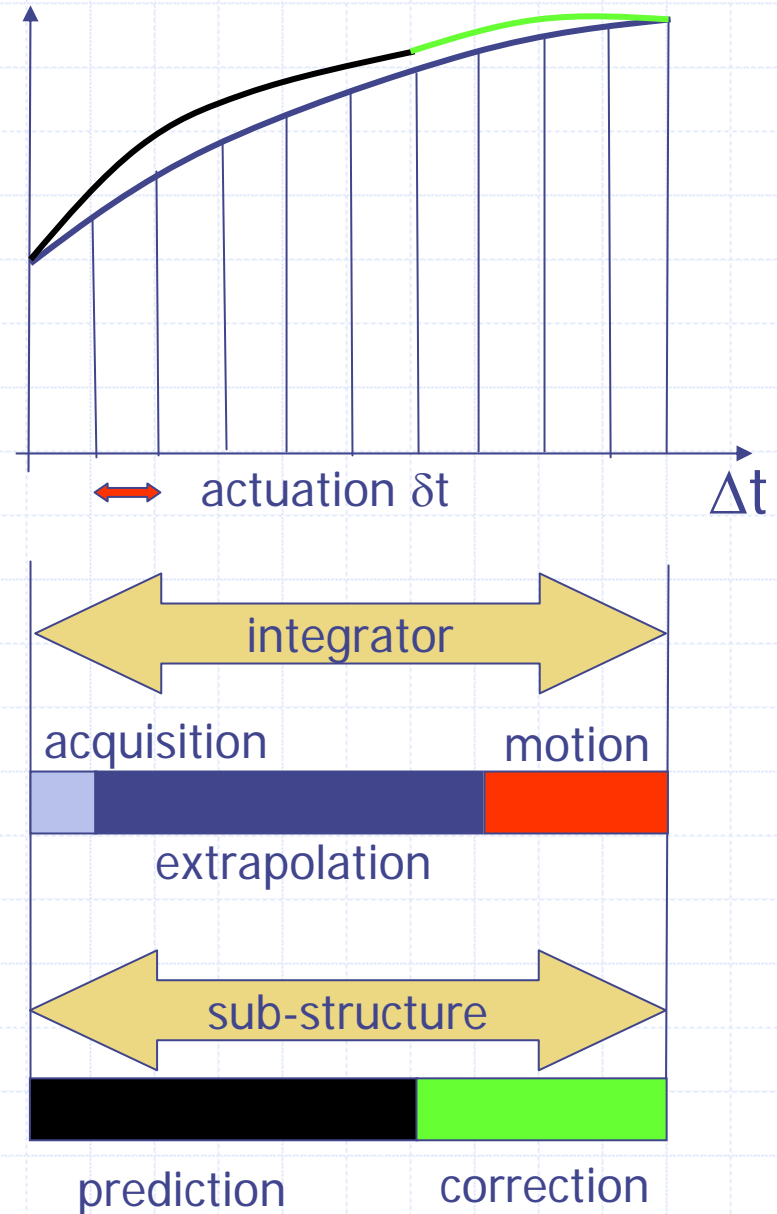 actuation δt
Δt
integrator
acquisition
motion
extrapolation
sub-structure
prediction
correction